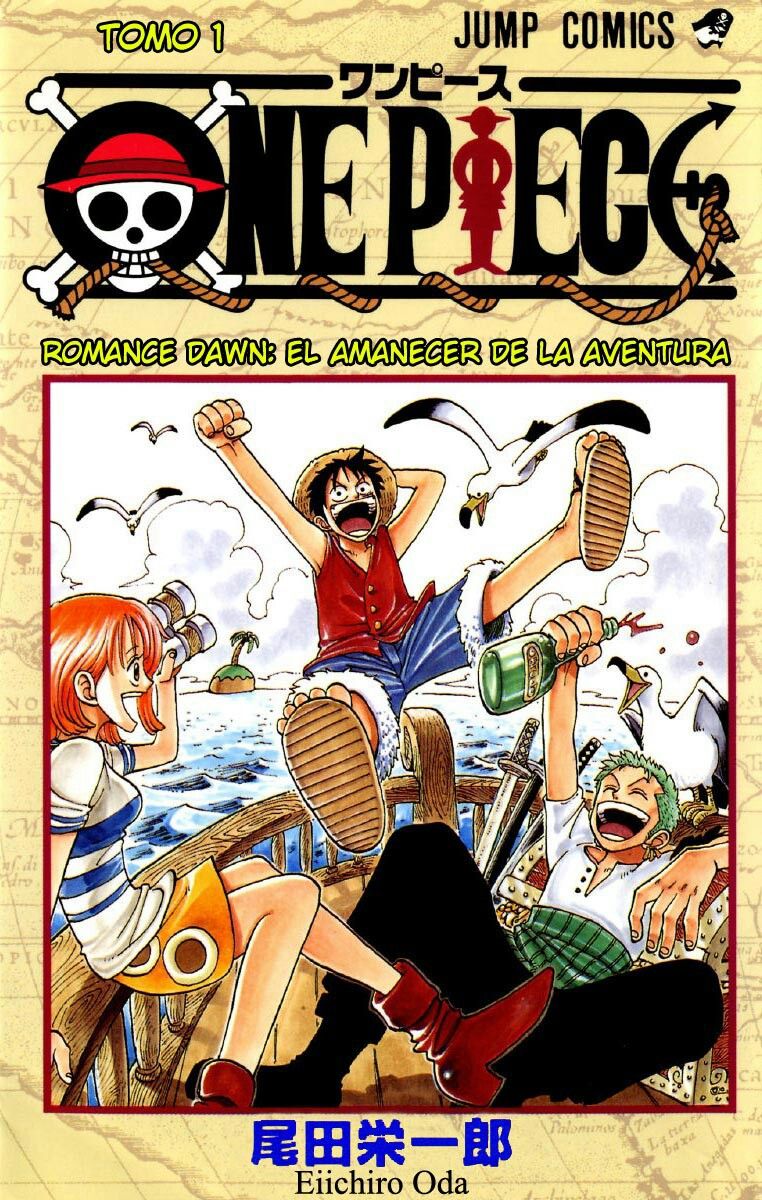 TOMO 1
JUMP COMICS
ワンピース
ONE PIECE
ROMANCE DAWN: EL AMANECER DE LA AVENTURA
尾田栄一郎
Eiichiro Oda